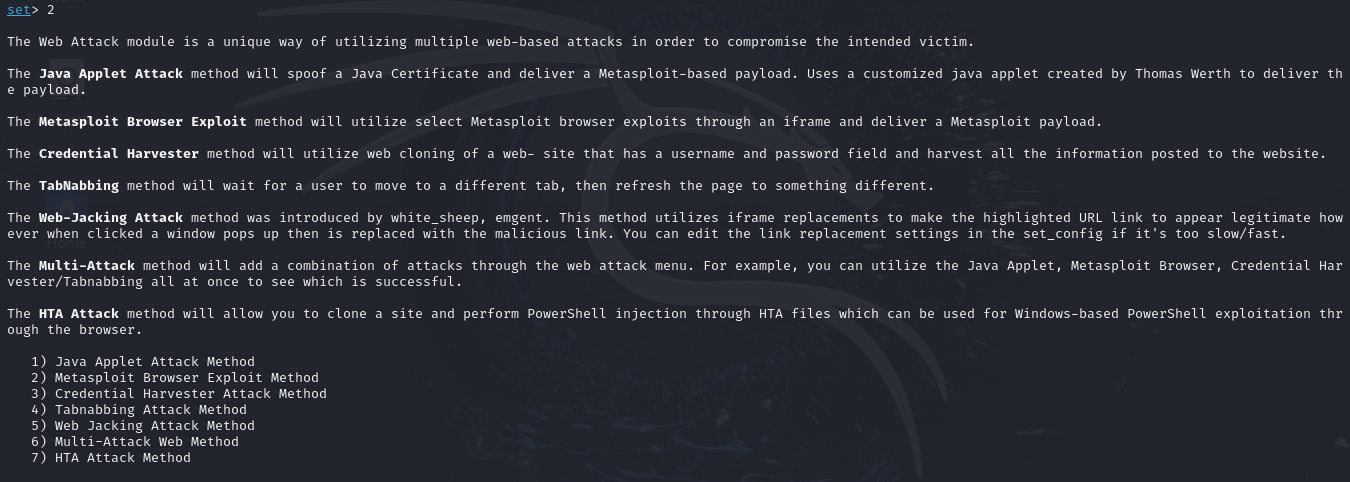 set> 2
The Web Attack module is a unique way of utilizing multiple web-based attacks in order to compromise the intended victim.
The Java Applet Attack method will spoof a Java Certificate and deliver a Metasploit-based payload. Uses a customized java applet created by Thomas Werth to deliver th
e payload.
The Metasploit Browser Exploit method will utilize select Metasploit browser exploits through an iframe and deliver a Metasploit payload.
The Credential Harvester method will utilize web cloning of a web- site that has a username and password field and harvest all the information posted to the website.
The TabNabbing method will wait for a user to move to a different tab, then refresh the page to something different.
The Web-Jacking Attack method was introduced by white_sheep, emgent. This method utilizes iframe replacements to make the highlighted URL link to appear legitimate how
ever when clicked a window pops up then is replaced with the malicious link. You can edit the link replacement settings in the set_config if it's too slow/fast.
Home
The Multi-Attack method will add a combination of attacks through the web attack menu. For example, you can utilize the Java Applet, Metasploit Browser, Credential Har
vester/Tabnabbing all at once to see which is successful.
The HTA Attack method will allow you to clone a site and perform PowerShell injection through HTA files which can be used for Windows-based PowerShell exploitation thr
ough the browser.
1) Java Applet Attack Method
2) Metasploit Browser Exploit Method
3) Credential Harvester Attack Method
4) Tabnabbing Attack Method
5) Web Jacking Attack Method
6) Multi-Attack Web Method
7) HTA Attack Method